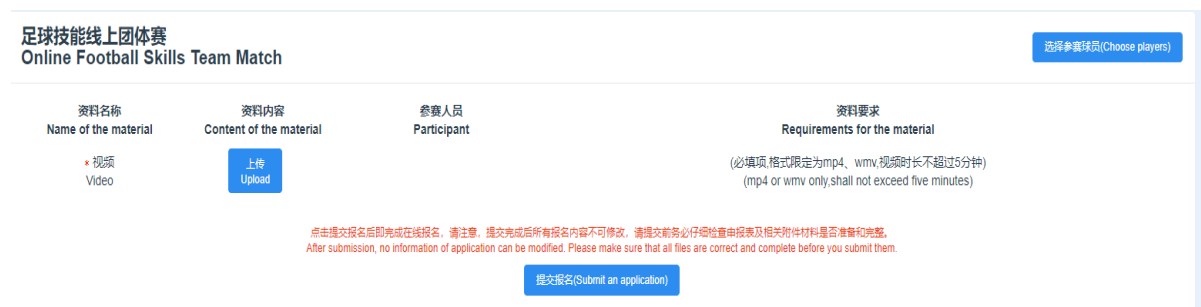 足球技能线上团体赛
Online Football Skills Team Match
选择参赛球员(Choose players)
资料名称
Name of the material
资料内容
Content of the material
参赛人员
Participant
资料要求
Requirements for the material
* 视频
Video
上传
Upload
(必填项,格式限定为mp4、wmv,视频时长不超过5分钟)
(mp4 or wmv only,shall not exceed five minutes)
点击提交报名后即完成在线报名，请注意，提交完成后所有报名内容不可修改，请提交前务必仔细检查申报表及相关附件材料是否准备和完整。
After submission, no information of application can be modified. Please make sure that all files are correct and complete before you submit them.
提交报名(Submit an application)